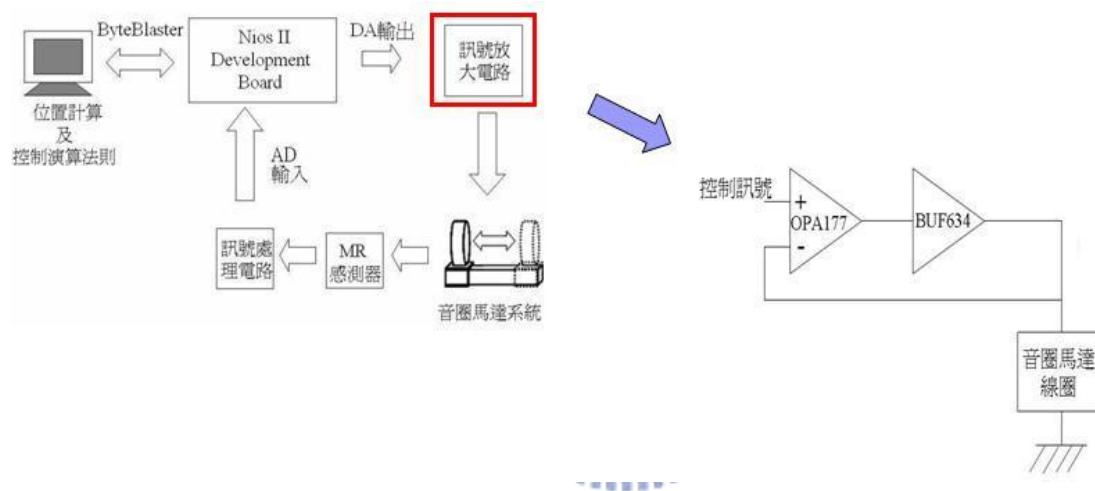 ByteBlaster
Nios II
Development
Board
DA輸出
訊號放
大電路
位置計算
及
控制演算法則
AD
輸入
訊號處
理電路
MR
感測器
音圈馬達系統
控制訊號
+
OPA177
-
BUF634
音圈馬達
線圈